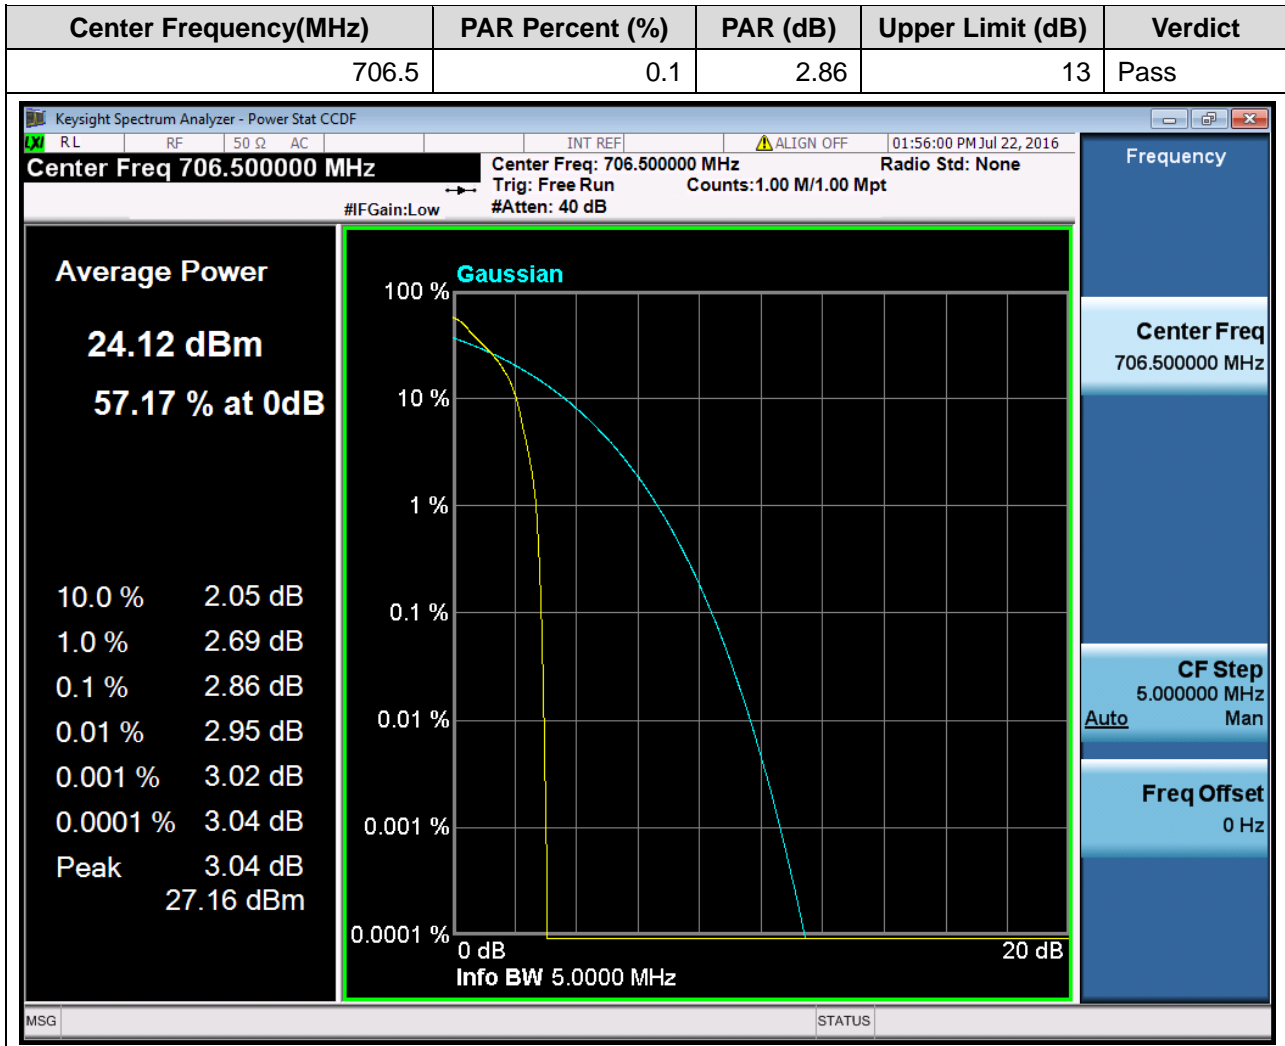 Center Frequency(MHz) PAR Percent (%) PAR (dB) Upper Limit (dB) Verdict
706.5 0.1 2.86 13 Pass
Keysight Spectrum Analyzer - Power Stat CCDF
LXI RL RF 50 Ω AC INT REF ALIGN OFF 01:56:00 PM Jul 22, 2016
Center Freq 706.500000 MHz
Center Freq: 706.500000 MHz Radio Std: None
Trig: Free Run Counts:1.00 M/1.00 Mpt
#IFGain:Low #Atten: 40 dB
Average Power
24.12 dBm
57.17 % at 0dB
10.0 % 2.05 dB
1.0 % 2.69 dB
0.1 % 2.86 dB
0.01 % 2.95 dB
0.001 % 3.02 dB
0.0001 % 3.04 dB
Peak 3.04 dB
27.16 dBm
Gaussian
100 %
10 %
1 %
0.1 %
0.01 %
0.001 %
0.0001 %
0 dB 20 dB
Info BW 5.0000 MHz
Frequency
Center Freq
706.500000 MHz
CF Step
5.000000 MHz
Auto Man
Freq Offset
0 Hz
MSG STATUS